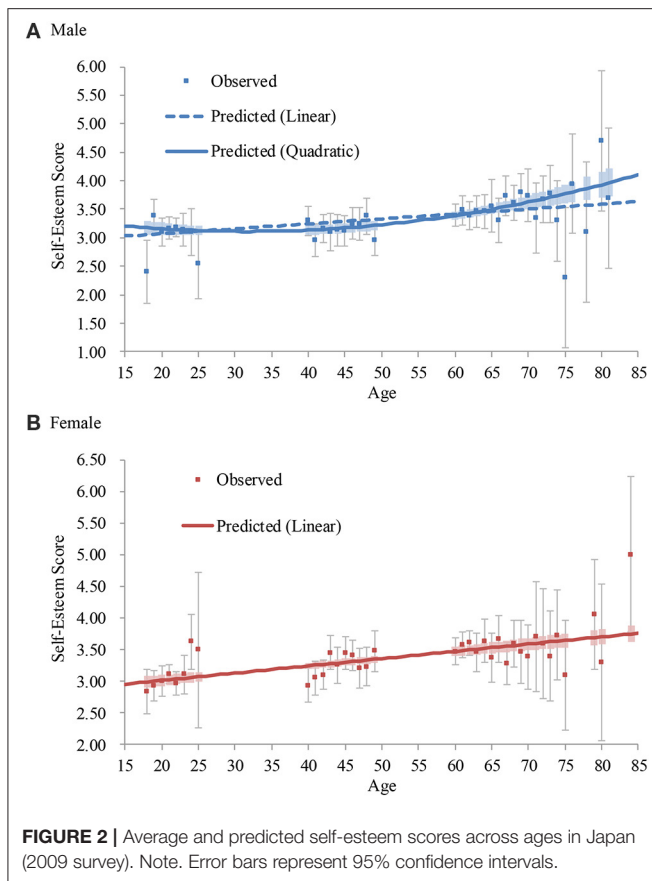 A Male
6.00
5.50
5.00
4.50
4.00
3.50
3.00
2.50
2.00
1.50
1.00
Self-Esteem Score
Observed
Predicted (Linear)
Predicted (Quadratic)
15 20 25 30 35 40 45 50 55 60 65 70 75 80 85
Age
B Female
6.50
6.00
5.50
5.00
4.50
4.00
3.50
3.00
2.50
2.00
Self-Esteem Score
Observed
Predicted (Linear)
15 20 25 30 35 40 45 50 55 60 65 70 75 80 85
Age
FIGURE 2 | Average and predicted self-esteem scores across ages in Japan
(2009 survey). Note. Error bars represent 95% confidence intervals.